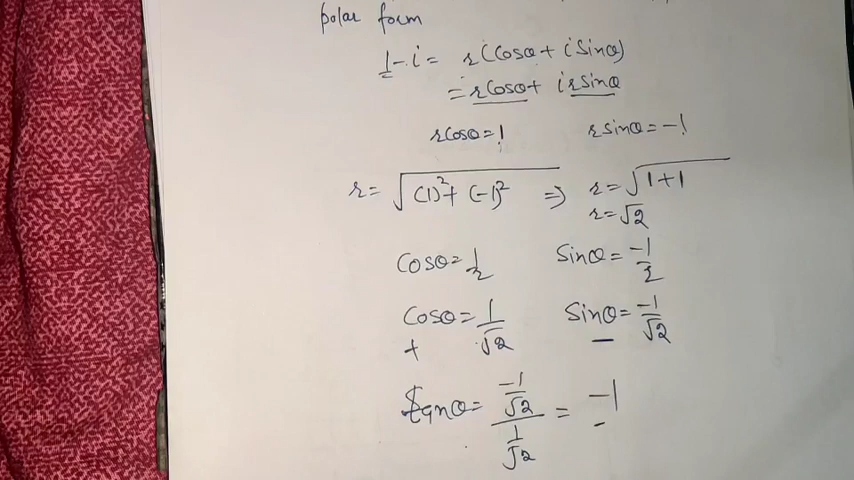 polar form
1-i = r(Cosθ + i Sinθ)
= rCosθ + i rSinθ
rCosθ = 1 rsinθ = -1
r = √(1)² + (-1)² ⇒ r = √1+1
r = √2
Cosθ = 1/r Sinθ = -1/r
Cosθ = 1/√2 Sinθ = -1/√2
+ -
tanθ = (-1/√2)/(1/√2) = -1